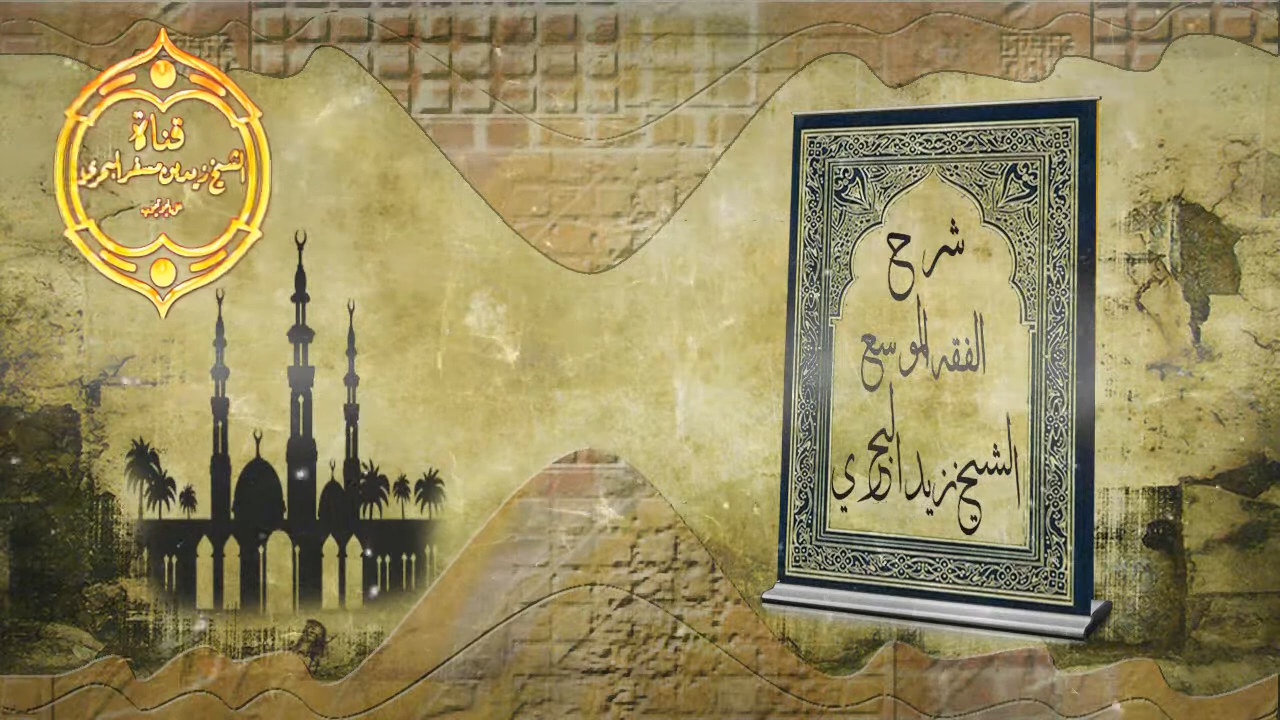 قناة
الشيخ زيد بن مسفر البحري
شرح
الفقه الموسع
الشيخ زيد البحري